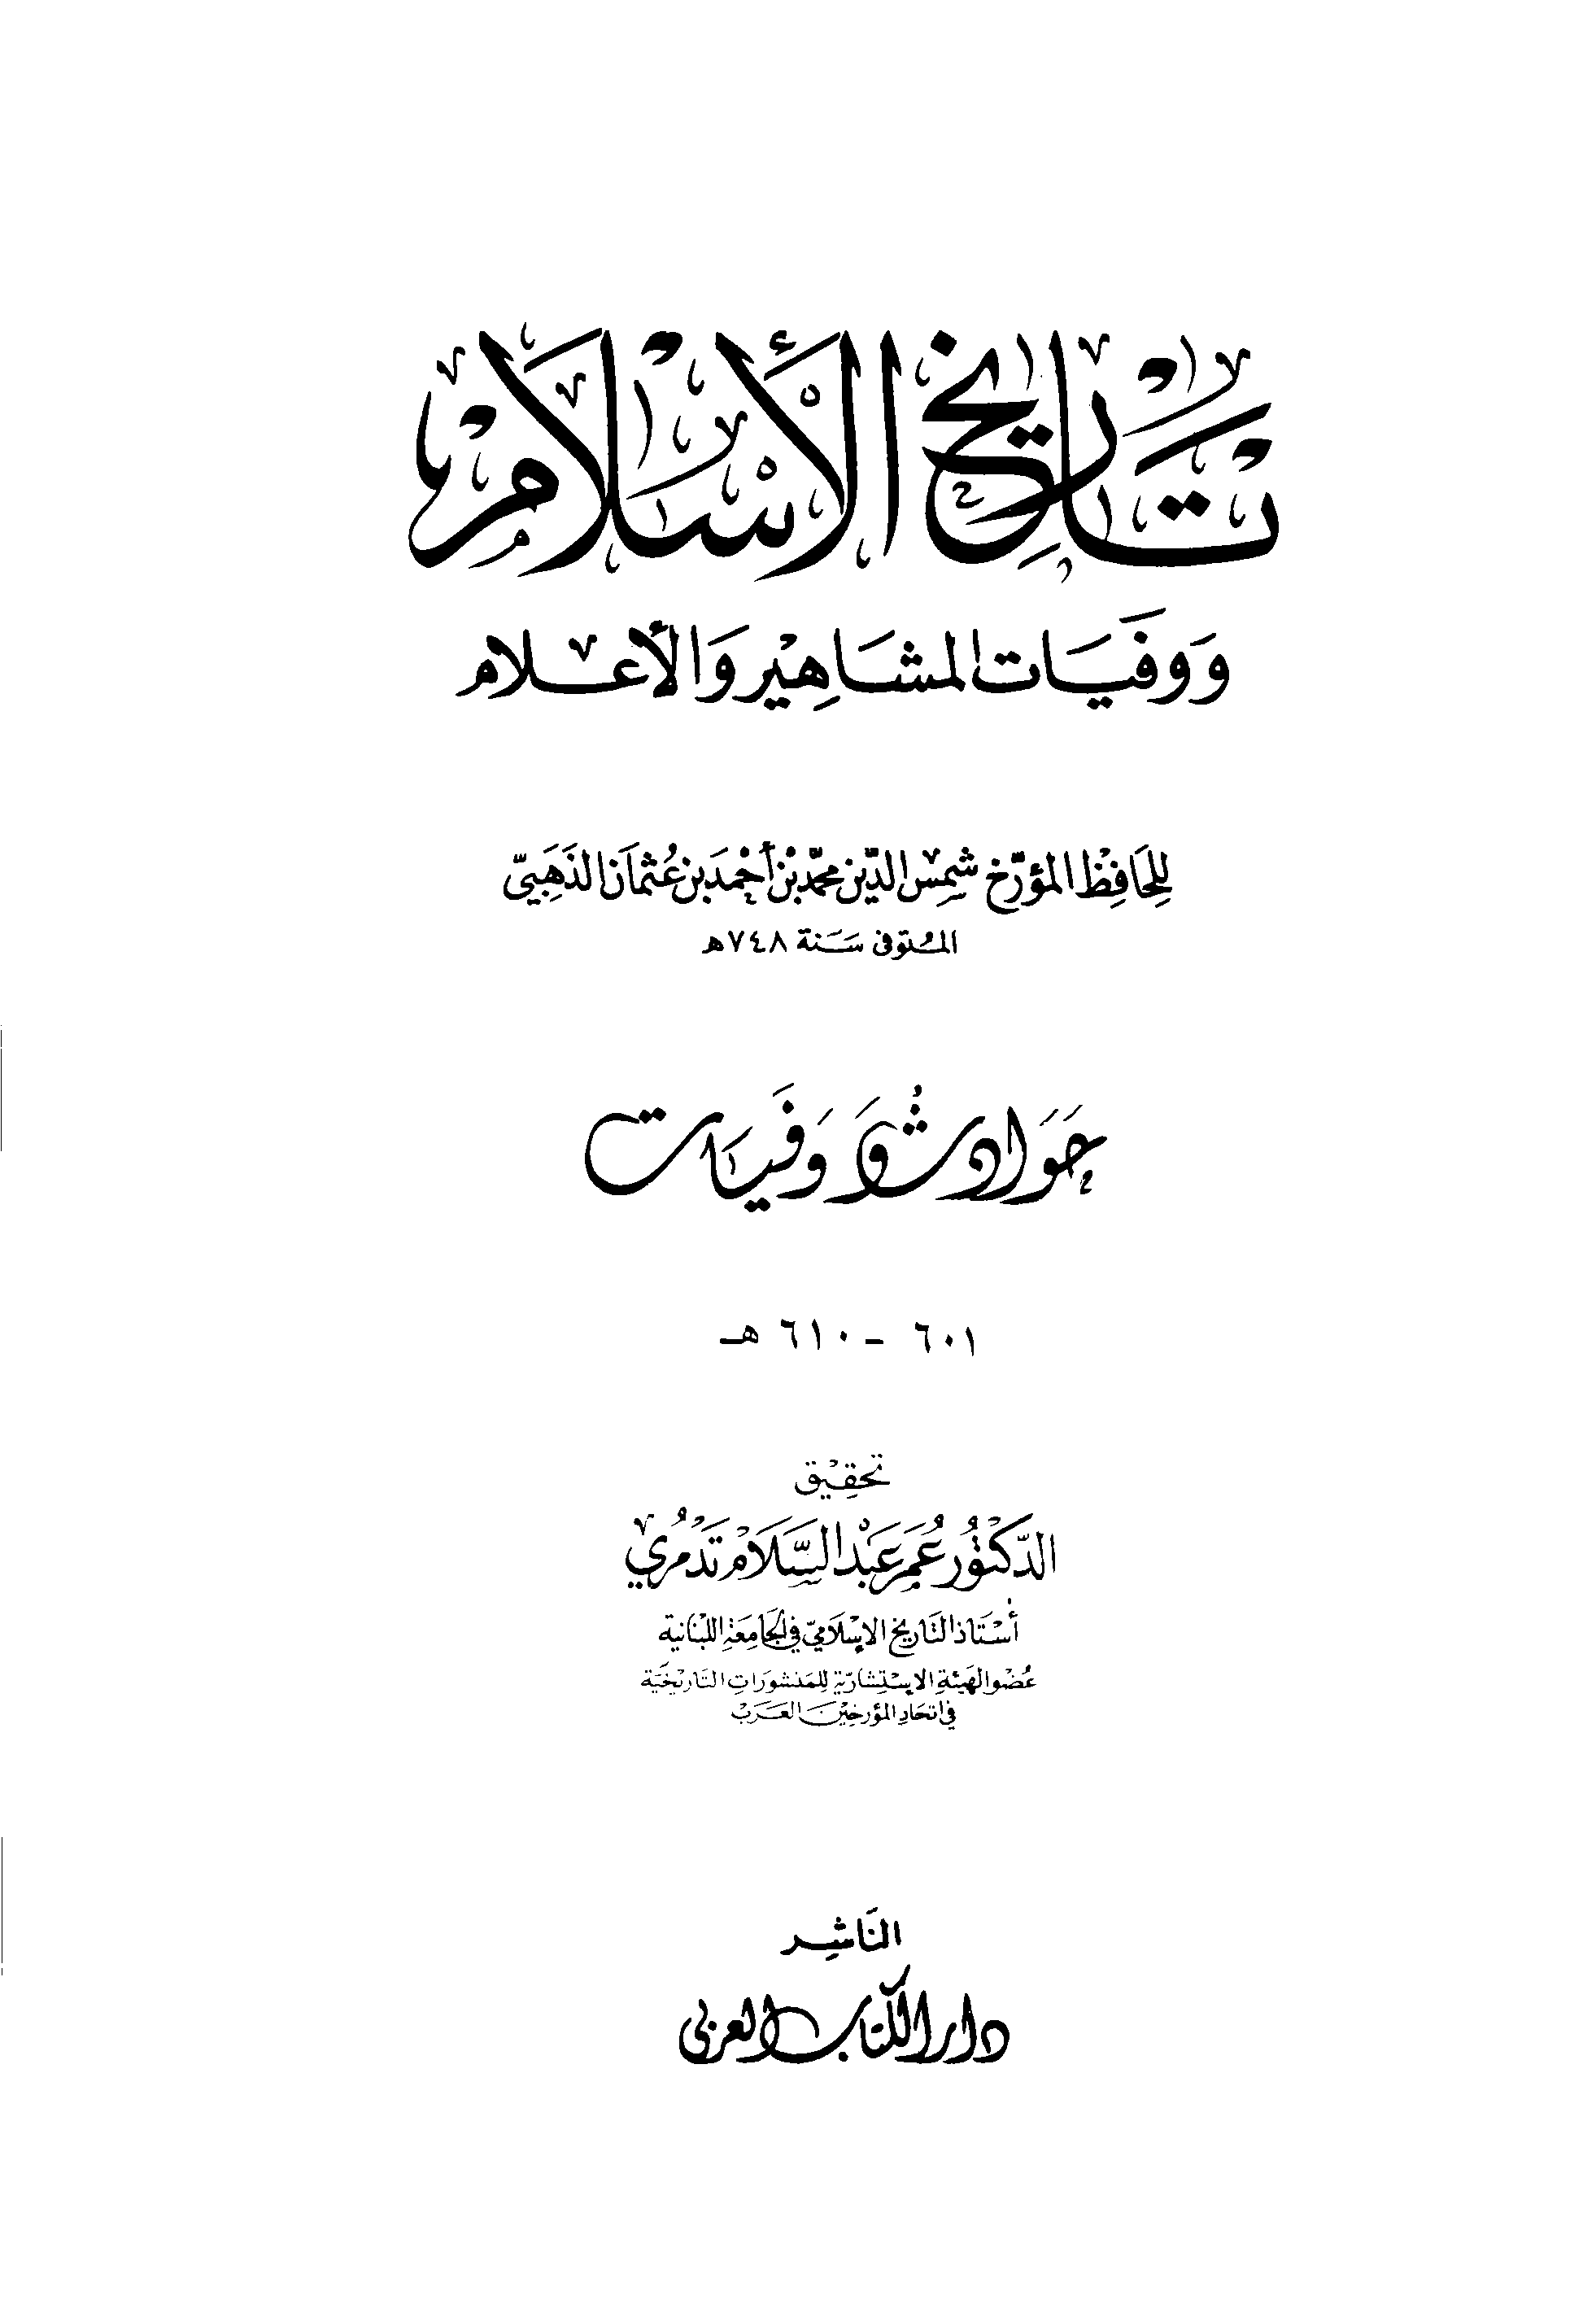 تاريخ الإسلام
ووفيات المشاهير والأعلام
للحافظ المؤرخ شمس الدين محمد بن أحمد بن عثمان الذهبي
المتوفى سنة ٧٤٨ هـ
حوادث ووفيات
٦٠١ - ٦١٠ هـ
تحقيق
الدكتور عمر عبد السلام تدمري
أستاذ التاريخ الإسلامي في الجامعة اللبنانية
عضو الهيئة الاستشارية للمنشورات التاريخية
في اتحاد المؤرخين العرب
الناشر
دار الكتاب العربي